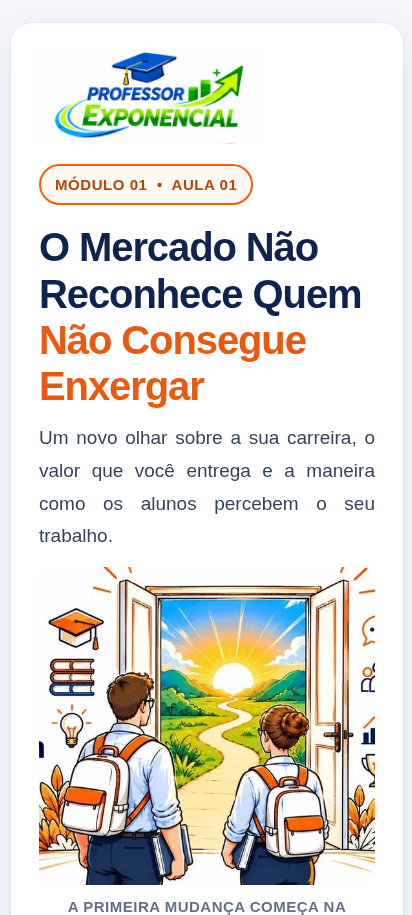 PROFESSOR
EXPONENCIAL
MÓDULO 01 • AULA 01
O Mercado Não
Reconhece Quem
Não Consegue
Enxergar
Um novo olhar sobre a sua carreira, o
valor que você entrega e a maneira
como os alunos percebem o seu
trabalho.
A PRIMEIRA MUDANÇA COMEÇA NA